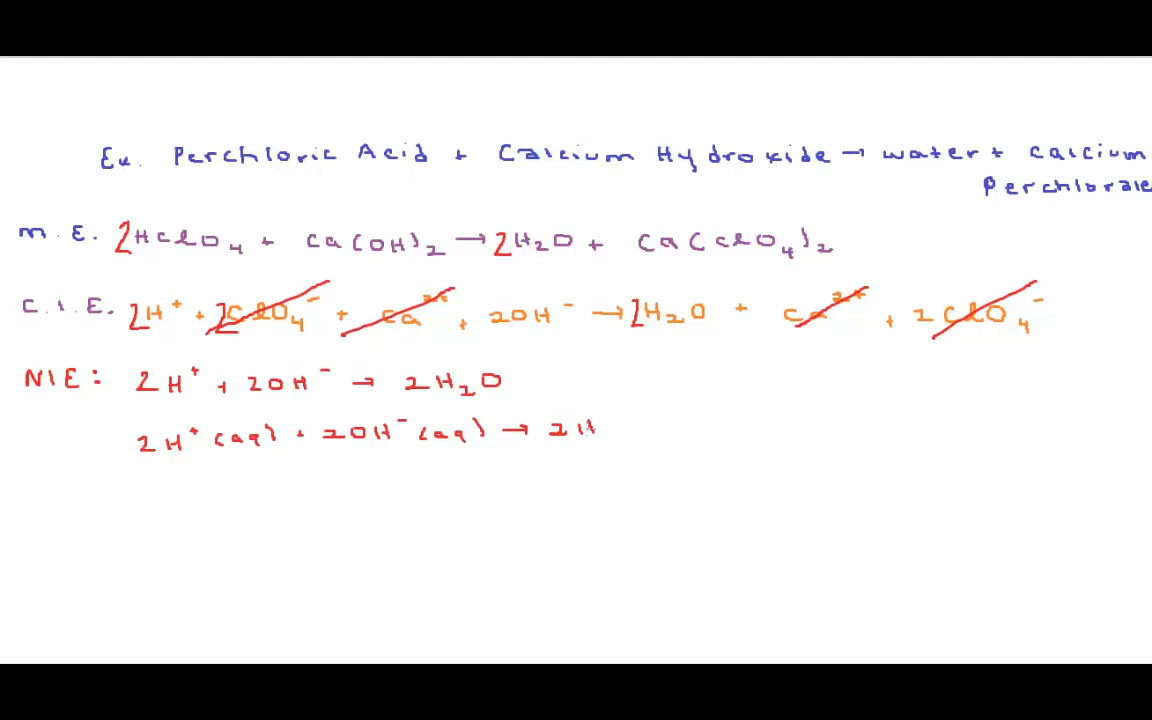 Ex. Perchloric Acid + Calcium Hydroxide → water + calcium
Perchlorate
M.E. 2HClO₄ + Ca(OH)₂ → 2H₂O + Ca(ClO₄)₂
C.I.E. 2H⁺ + 2ClO₄⁻ + Ca²⁺ + 2OH⁻ → 2H₂O + Ca²⁺ + 2ClO₄⁻
NIE: 2H⁺ + 2OH⁻ → 2H₂O
2H⁺(aq) + 2OH⁻(aq) → 2H